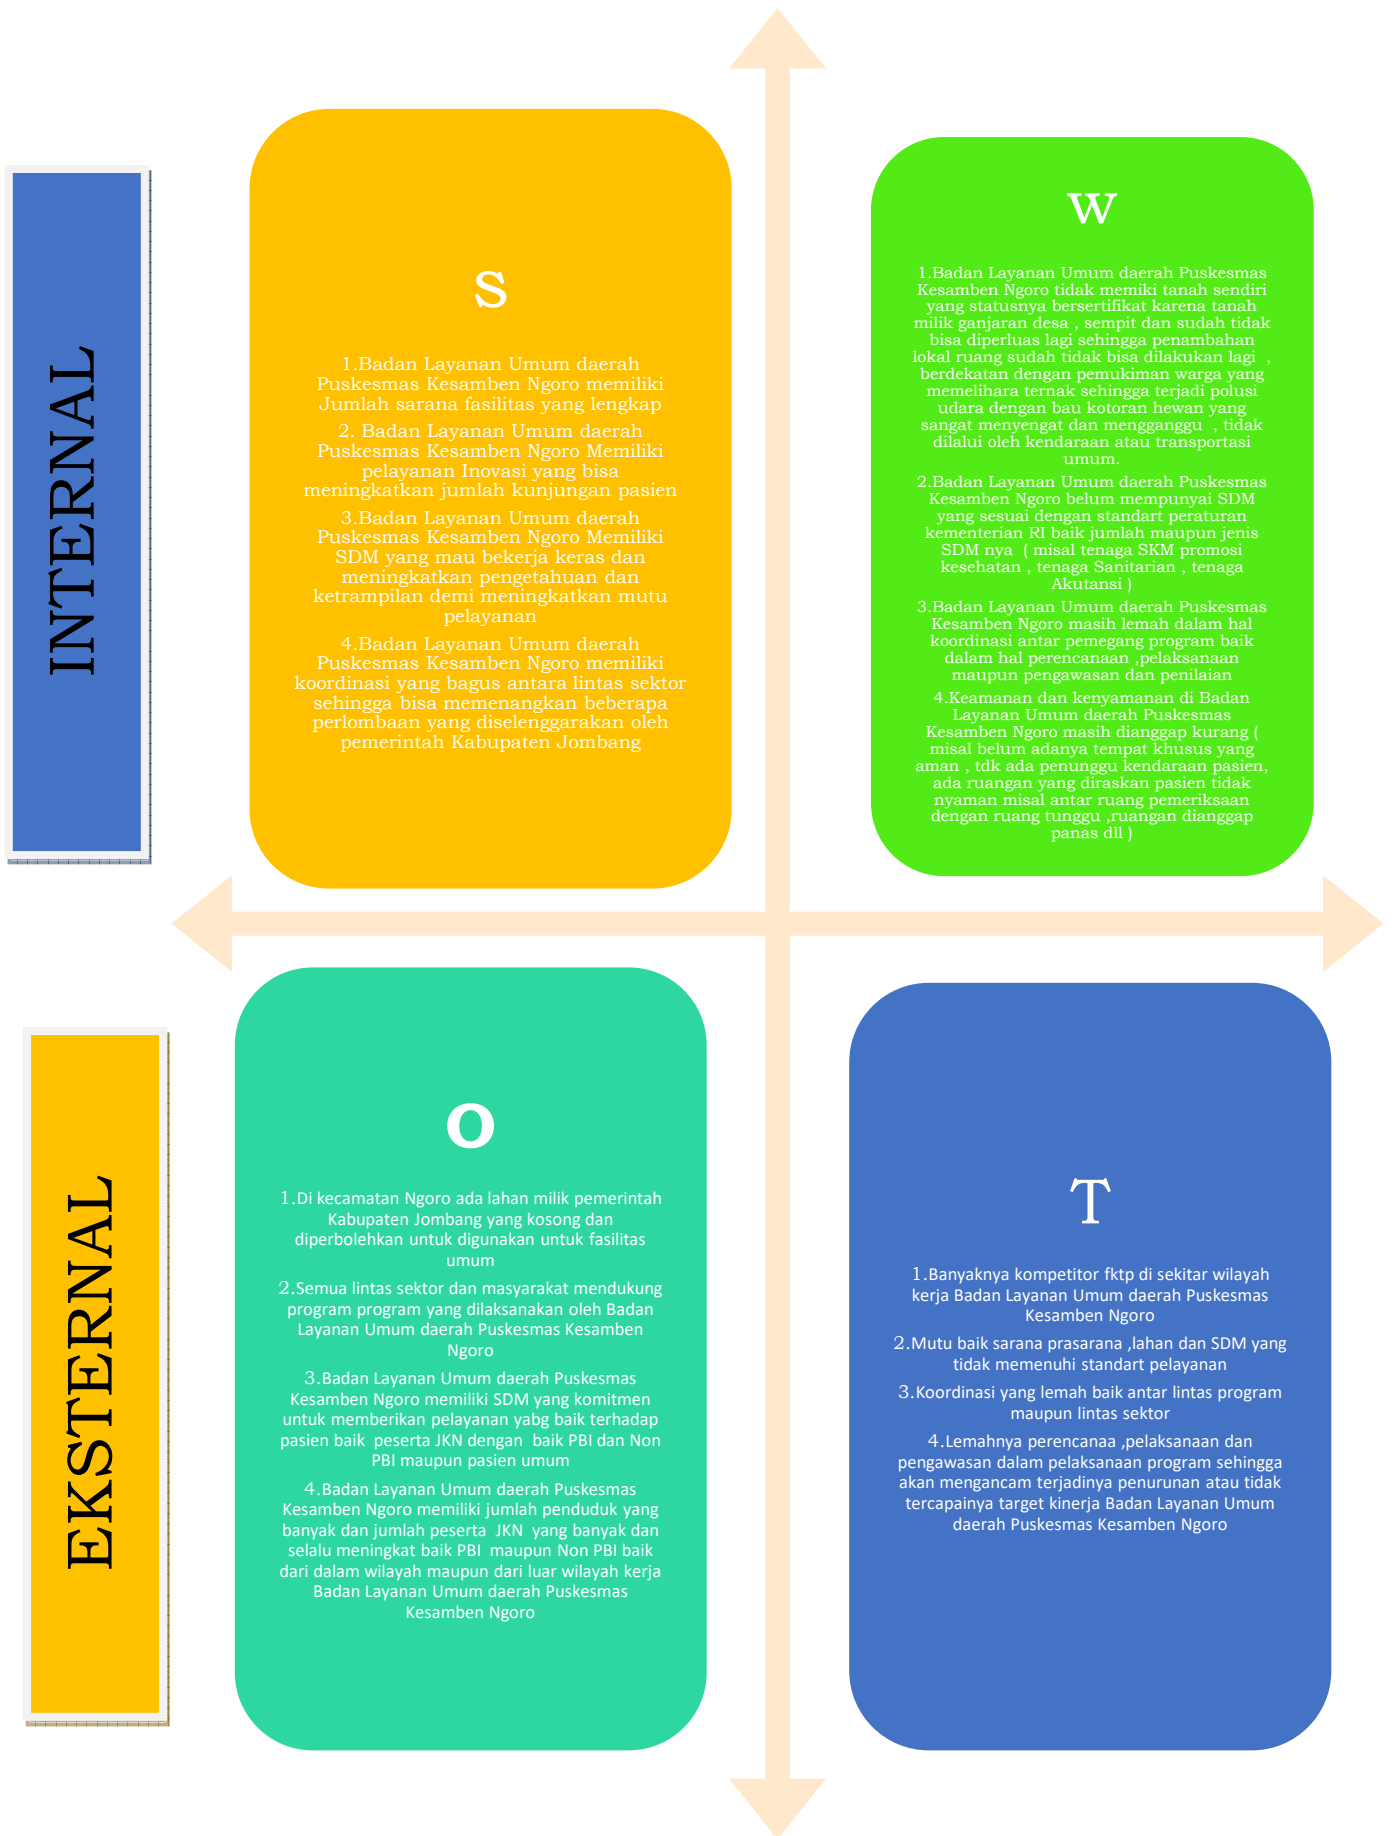 INTERNAL
S
1.Badan Layanan Umum daerah
Puskesmas Kesamben Ngoro memiliki
Jumlah sarana fasilitas yang lengkap
2. Badan Layanan Umum daerah
Puskesmas Kesamben Ngoro Memiliki
pelayanan Inovasi yang bisa
meningkatkan jumlah kunjungan pasien
3.Badan Layanan Umum daerah
Puskesmas Kesamben Ngoro Memiliki
SDM yang mau bekerja keras dan
meningkatkan pengetahuan dan
ketrampilan demi meningkatkan mutu
pelayanan
4.Badan Layanan Umum daerah
Puskesmas Kesamben Ngoro memiliki
koordinasi yang bagus antara lintas sektor
sehingga bisa memenangkan beberapa
perlombaan yang diselenggarakan oleh
pemerintah Kabupaten Jombang
W
1.Badan Layanan Umum daerah Puskesmas
Kesamben Ngoro tidak memiki tanah sendiri
yang statusnya bersertifikat karena tanah
milik ganjaran desa , sempit dan sudah tidak
bisa diperluas lagi sehingga penambahan
lokal ruang sudah tidak bisa dilakukan lagi ,
berdekatan dengan pemukiman warga yang
memelihara ternak sehingga terjadi polusi
udara dengan bau kotoran hewan yang
sangat menyengat dan mengganggu , tidak
dilalui oleh kendaraan atau transportasi
umum.
2.Badan Layanan Umum daerah Puskesmas
Kesamben Ngoro belum mempunyai SDM
yang sesuai dengan standart peraturan
kementerian RI baik jumlah maupun jenis
SDM nya ( misal tenaga SKM promosi
kesehatan , tenaga Sanitarian , tenaga
Akutansi )
3.Badan Layanan Umum daerah Puskesmas
Kesamben Ngoro masih lemah dalam hal
koordinasi antar pemegang program baik
dalam hal perencanaan ,pelaksanaan
maupun pengawasan dan penilaian
4.Keamanan dan kenyamanan di Badan
Layanan Umum daerah Puskesmas
Kesamben Ngoro masih dianggap kurang (
misal belum adanya tempat khusus yang
aman , tdk ada penunggu kendaraan pasien,
ada ruangan yang diraskan pasien tidak
nyaman misal antar ruang pemeriksaan
dengan ruang tunggu ,ruangan dianggap
panas dll )
EKSTERNAL
O
1.Di kecamatan Ngoro ada lahan milik pemerintah
Kabupaten Jombang yang kosong dan
diperbolehkan untuk digunakan untuk fasilitas
umum
2.Semua lintas sektor dan masyarakat mendukung
program program yang dilaksanakan oleh Badan
Layanan Umum daerah Puskesmas Kesamben
Ngoro
3.Badan Layanan Umum daerah Puskesmas
Kesamben Ngoro memiliki SDM yang komitmen
untuk memberikan pelayanan yabg baik terhadap
pasien baik peserta JKN dengan baik PBI dan Non
PBI maupun pasien umum
4.Badan Layanan Umum daerah Puskesmas
Kesamben Ngoro memiliki jumlah penduduk yang
banyak dan jumlah peserta JKN yang banyak dan
selalu meningkat baik PBI maupun Non PBI baik
dari dalam wilayah maupun dari luar wilayah kerja
Badan Layanan Umum daerah Puskesmas
Kesamben Ngoro
T
1.Banyaknya kompetitor fktp di sekitar wilayah
kerja Badan Layanan Umum daerah Puskesmas
Kesamben Ngoro
2.Mutu baik sarana prasarana ,lahan dan SDM yang
tidak memenuhi standart pelayanan
3.Koordinasi yang lemah baik antar lintas program
maupun lintas sektor
4.Lemahnya perencanaa ,pelaksanaan dan
pengawasan dalam pelaksanaan program sehingga
akan mengancam terjadinya penurunan atau tidak
tercapainya target kinerja Badan Layanan Umum
daerah Puskesmas Kesamben Ngoro